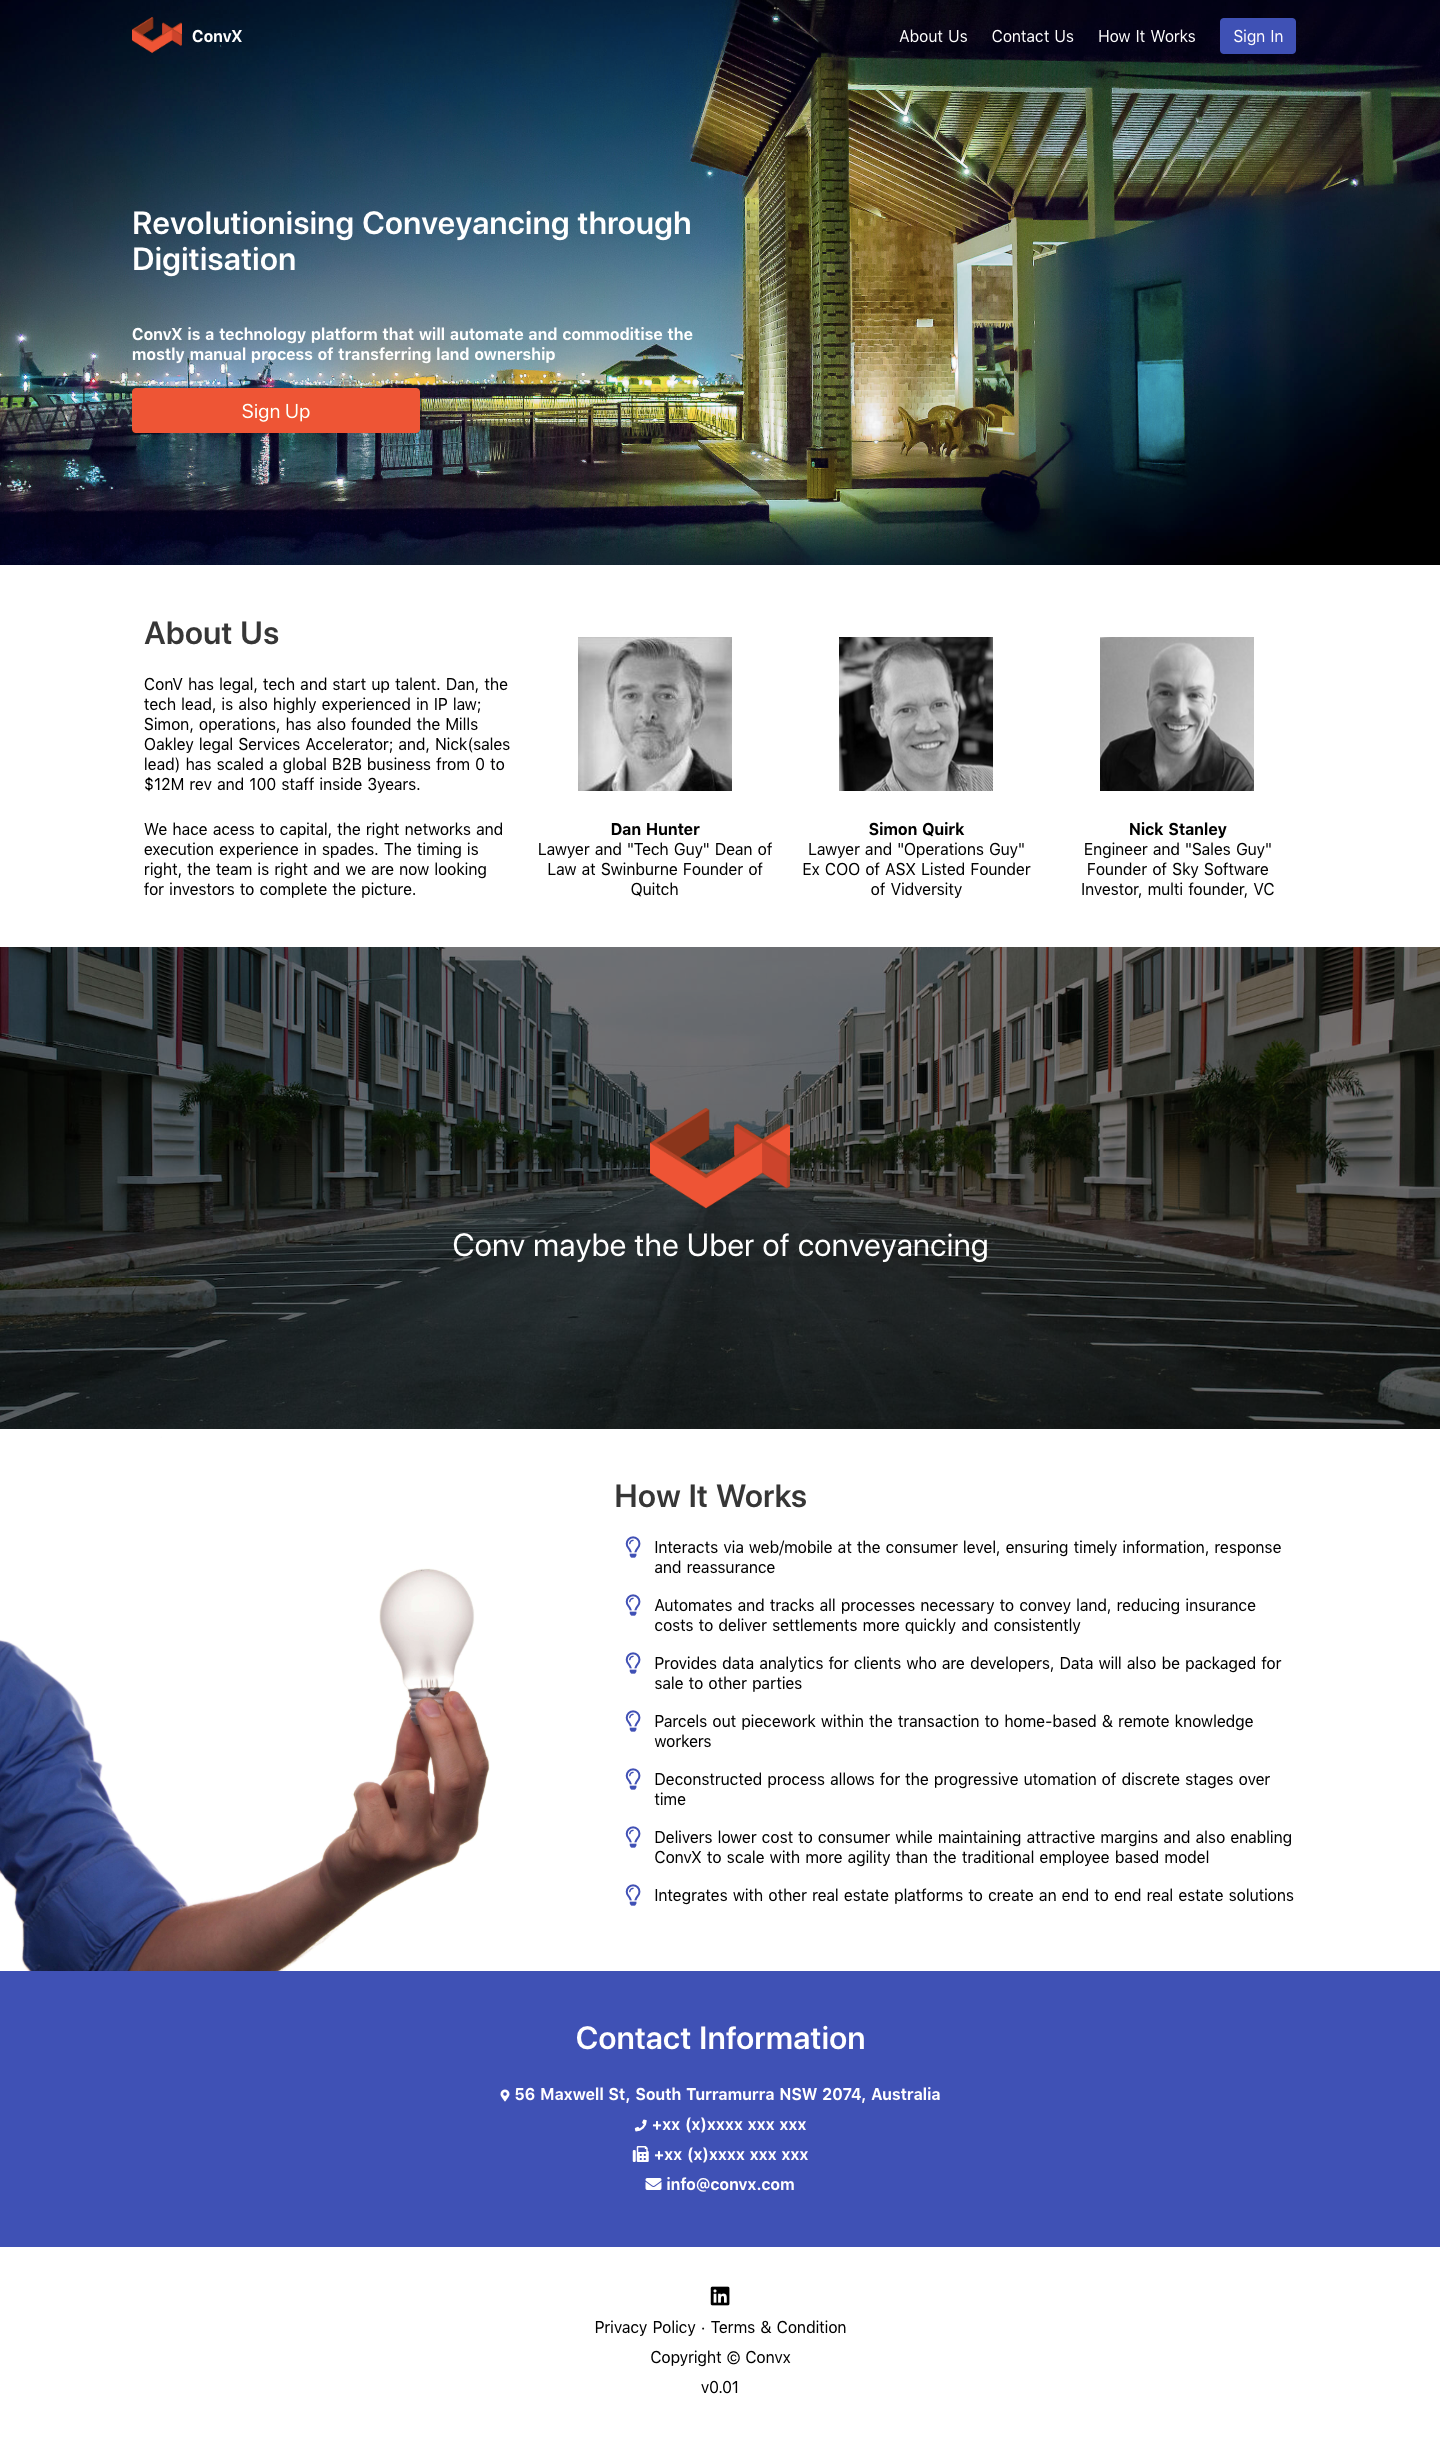 ConvX
About Us
Contact Us
How It Works
Sign In
Revolutionising Conveyancing through
Digitisation
ConvX is a technology platform that will automate and commoditise the
mostly manual process of transferring land ownership
Sign Up
About Us
ConV has legal, tech and start up talent. Dan, the
tech lead, is also highly experienced in IP law;
Simon, operations, has also founded the Mills
Oakley legal Services Accelerator; and, Nick(sales
lead) has scaled a global B2B business from 0 to
$12M rev and 100 staff inside 3years.
We hace acess to capital, the right networks and
execution experience in spades. The timing is
right, the team is right and we are now looking
for investors to complete the picture.
Dan Hunter
Lawyer and "Tech Guy" Dean of
Law at Swinburne Founder of
Quitch
Simon Quirk
Lawyer and "Operations Guy"
Ex COO of ASX Listed Founder
of Vidversity
Nick Stanley
Engineer and "Sales Guy"
Founder of Sky Software
Investor, multi founder, VC
Conv maybe the Uber of conveyancing
How It Works
Interacts via web/mobile at the consumer level, ensuring timely information, response
and reassurance
Automates and tracks all processes necessary to convey land, reducing insurance
costs to deliver settlements more quickly and consistently
Provides data analytics for clients who are developers, Data will also be packaged for
sale to other parties
Parcels out piecework within the transaction to home-based & remote knowledge
workers
Deconstructed process allows for the progressive utomation of discrete stages over
time
Delivers lower cost to consumer while maintaining attractive margins and also enabling
ConvX to scale with more agility than the traditional employee based model
Integrates with other real estate platforms to create an end to end real estate solutions
Contact Information
56 Maxwell St, South Turramurra NSW 2074, Australia
+xx (x)xxxx xxx xxx
+xx (x)xxxx xxx xxx
info@convx.com
Privacy Policy · Terms & Condition
Copyright © Convx
v0.01